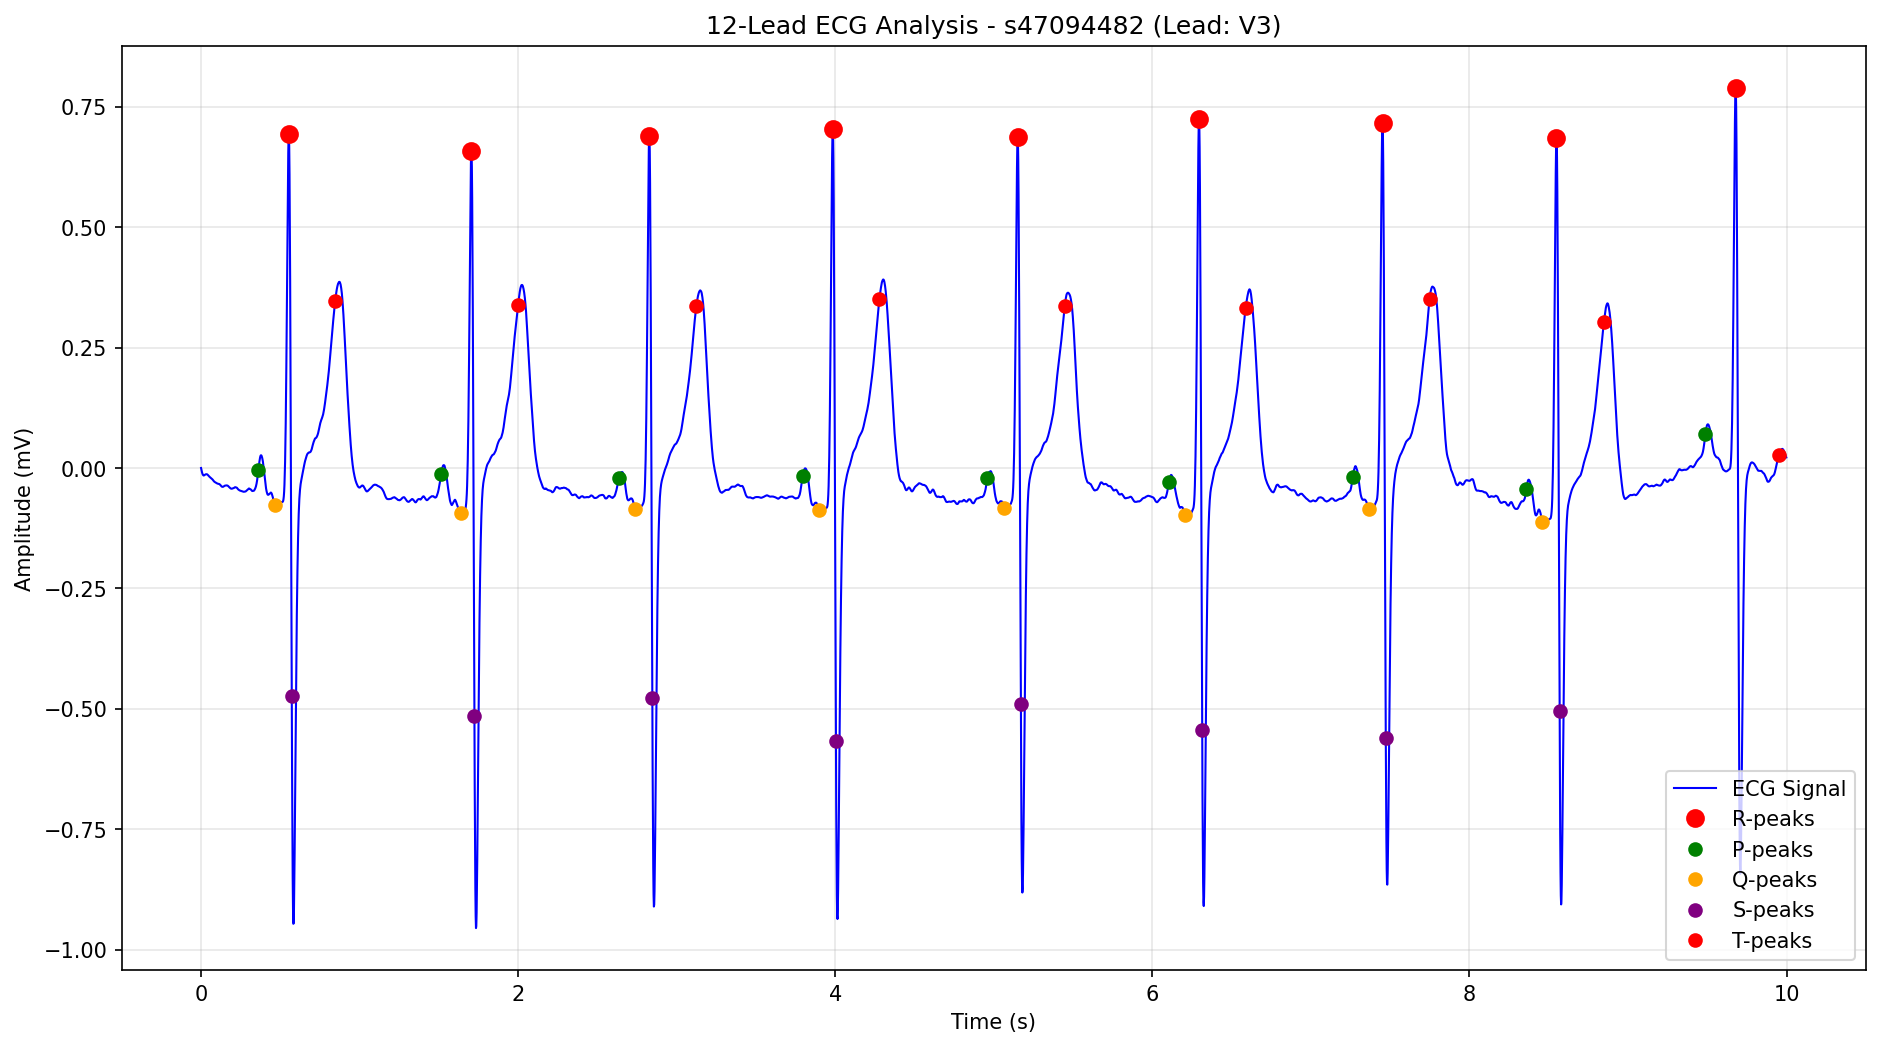 12-Lead ECG Analysis - s47094482 (Lead: V3)
Amplitude (mV)
0.75
0.50
0.25
0.00
−0.25
−0.50
−0.75
−1.00
0 2 4 6 8 10
Time (s)
ECG Signal
R-peaks
P-peaks
Q-peaks
S-peaks
T-peaks